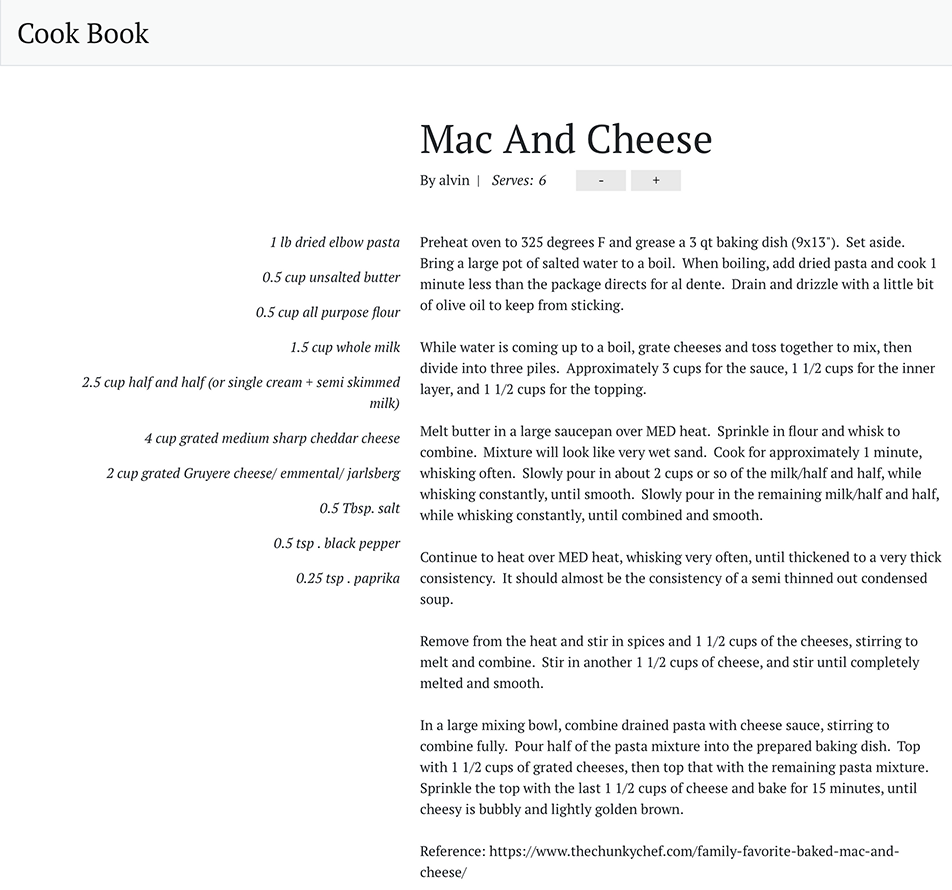 Cook Book
Mac And Cheese
By alvin | Serves: 6 - +
1 lb dried elbow pasta
0.5 cup unsalted butter
0.5 cup all purpose flour
1.5 cup whole milk
2.5 cup half and half (or single cream + semi skimmed
milk)
4 cup grated medium sharp cheddar cheese
2 cup grated Gruyere cheese/ emmental/ jarlsberg
0.5 Tbsp. salt
0.5 tsp . black pepper
0.25 tsp . paprika
Preheat oven to 325 degrees F and grease a 3 qt baking dish (9x13"). Set aside.
Bring a large pot of salted water to a boil. When boiling, add dried pasta and cook 1
minute less than the package directs for al dente. Drain and drizzle with a little bit
of olive oil to keep from sticking.
While water is coming up to a boil, grate cheeses and toss together to mix, then
divide into three piles. Approximately 3 cups for the sauce, 1 1/2 cups for the inner
layer, and 1 1/2 cups for the topping.
Melt butter in a large saucepan over MED heat. Sprinkle in flour and whisk to
combine. Mixture will look like very wet sand. Cook for approximately 1 minute,
whisking often. Slowly pour in about 2 cups or so of the milk/half and half, while
whisking constantly, until smooth. Slowly pour in the remaining milk/half and half,
while whisking constantly, until combined and smooth.
Continue to heat over MED heat, whisking very often, until thickened to a very thick
consistency. It should almost be the consistency of a semi thinned out condensed
soup.
Remove from the heat and stir in spices and 1 1/2 cups of the cheeses, stirring to
melt and combine. Stir in another 1 1/2 cups of cheese, and stir until completely
melted and smooth.
In a large mixing bowl, combine drained pasta with cheese sauce, stirring to
combine fully. Pour half of the pasta mixture into the prepared baking dish. Top
with 1 1/2 cups of grated cheeses, then top that with the remaining pasta mixture.
Sprinkle the top with the last 1 1/2 cups of cheese and bake for 15 minutes, until
cheesy is bubbly and lightly golden brown.
Reference: https://www.thechunkychef.com/family-favorite-baked-mac-and-
cheese/